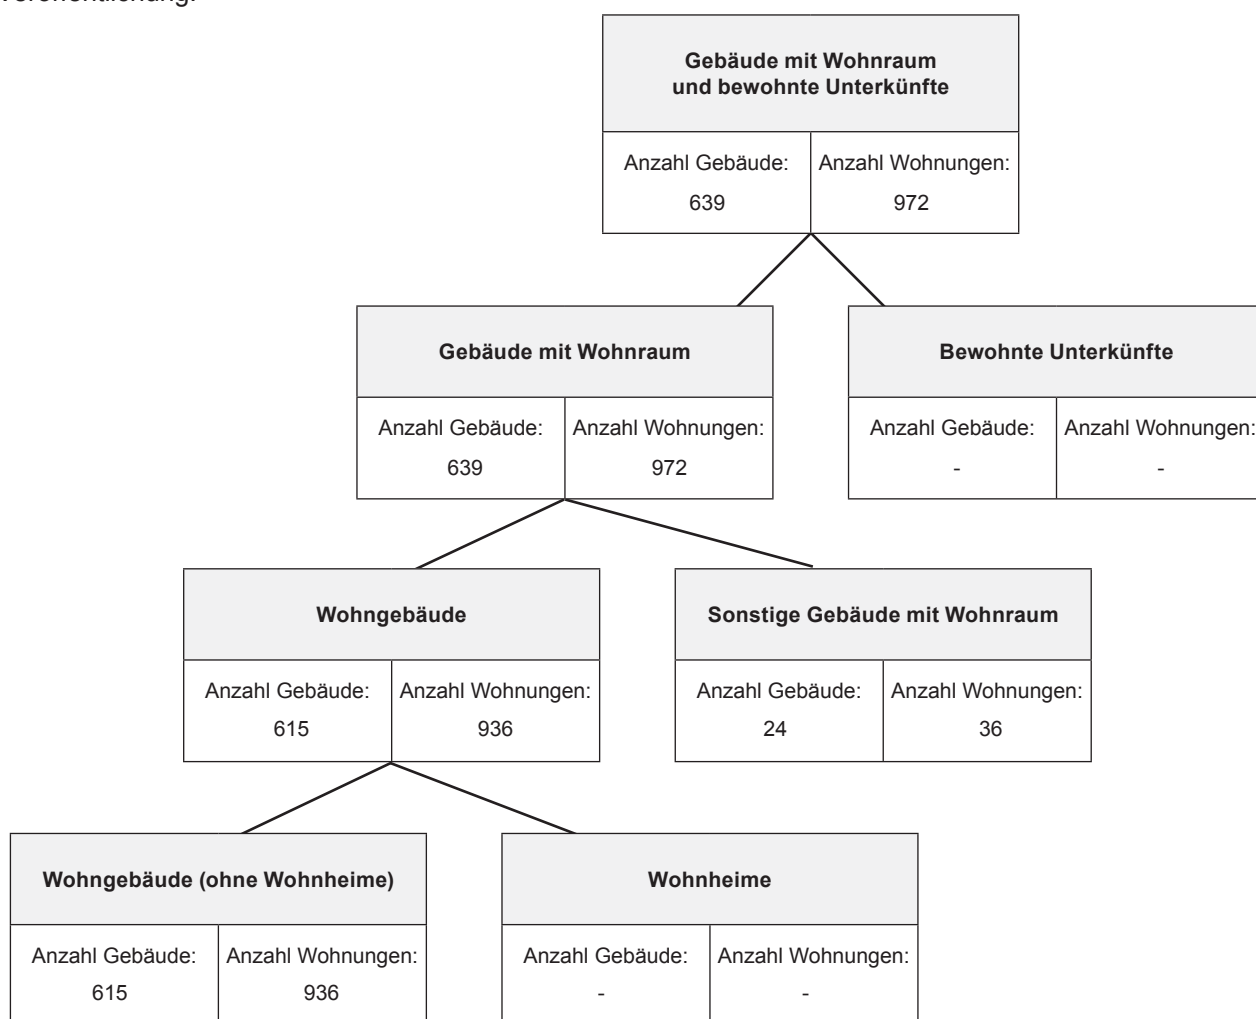 Gebäude mit Wohnraum
und bewohnte Unterkünfte
Anzahl Gebäude: Anzahl Wohnungen:
639 972
Gebäude mit Wohnraum
Anzahl Gebäude: Anzahl Wohnungen:
639 972
Bewohnte Unterkünfte
Anzahl Gebäude: Anzahl Wohnungen:
- -
Wohngebäude
Anzahl Gebäude: Anzahl Wohnungen:
615 936
Sonstige Gebäude mit Wohnraum
Anzahl Gebäude: Anzahl Wohnungen:
24 36
Wohngebäude (ohne Wohnheime)
Anzahl Gebäude: Anzahl Wohnungen:
615 936
Wohnheime
Anzahl Gebäude: Anzahl Wohnungen:
- -